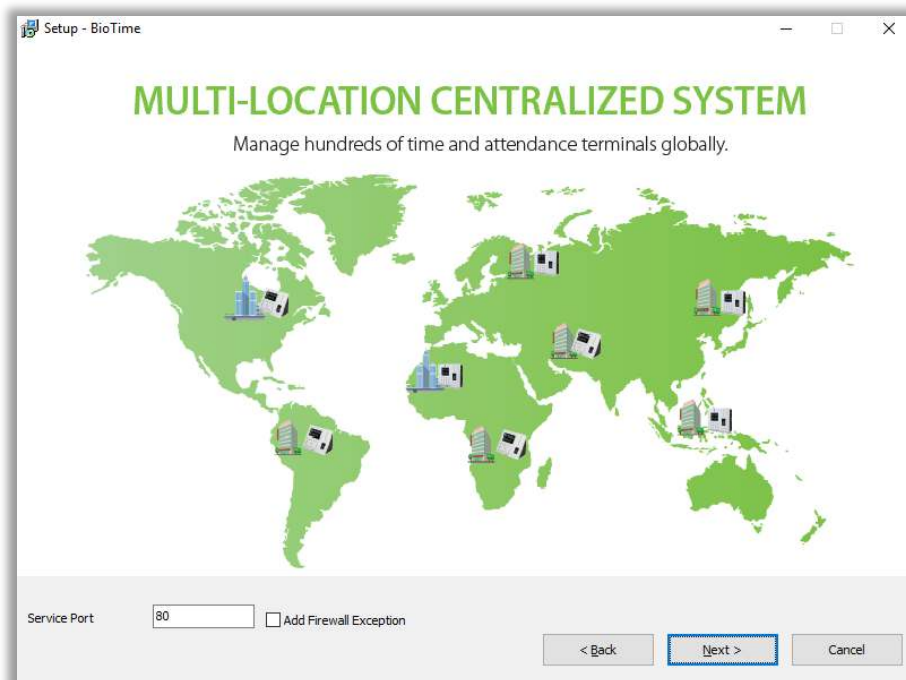 Setup - BioTime
MULTI-LOCATION CENTRALIZED SYSTEM
Manage hundreds of time and attendance terminals globally.
Service Port
80
Add Firewall Exception
< Back
Next >
Cancel